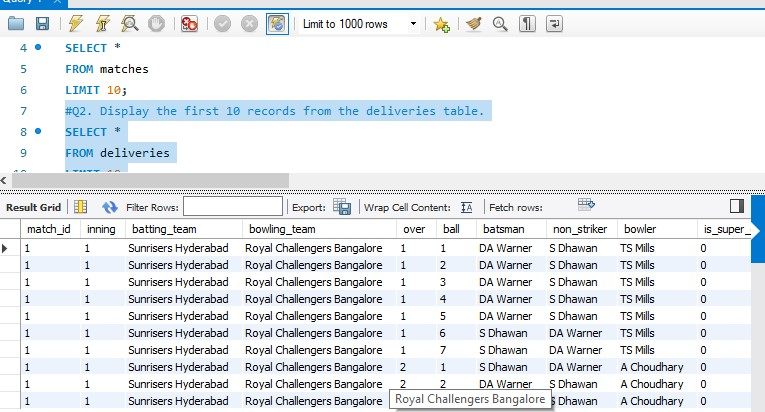 Query 1
Limit to 1000 rows
4 SELECT *
5 FROM matches
6 LIMIT 10;
7 #Q2. Display the first 10 records from the deliveries table.
8 SELECT *
9 FROM deliveries
Result Grid Filter Rows: Export: Wrap Cell Content: Fetch rows:
match_id inning batting_team bowling_team over ball batsman non_striker bowler is_super_
1 1 Sunrisers Hyderabad Royal Challengers Bangalore 1 1 DA Warner S Dhawan TS Mills 0
1 1 Sunrisers Hyderabad Royal Challengers Bangalore 1 2 DA Warner S Dhawan TS Mills 0
1 1 Sunrisers Hyderabad Royal Challengers Bangalore 1 3 DA Warner S Dhawan TS Mills 0
1 1 Sunrisers Hyderabad Royal Challengers Bangalore 1 4 DA Warner S Dhawan TS Mills 0
1 1 Sunrisers Hyderabad Royal Challengers Bangalore 1 5 DA Warner S Dhawan TS Mills 0
1 1 Sunrisers Hyderabad Royal Challengers Bangalore 1 6 S Dhawan DA Warner TS Mills 0
1 1 Sunrisers Hyderabad Royal Challengers Bangalore 1 7 S Dhawan DA Warner TS Mills 0
1 1 Sunrisers Hyderabad Royal Challengers Bangalore 2 1 S Dhawan DA Warner A Choudhary 0
1 1 Sunrisers Hyderabad Royal Challengers Bangalore 2 2 DA Warner S Dhawan A Choudhary 0
1 1 Sunrisers Hyderabad Royal Challengers Bangalore Royal Challengers Bangalore S Dhawan A Choudhary 0